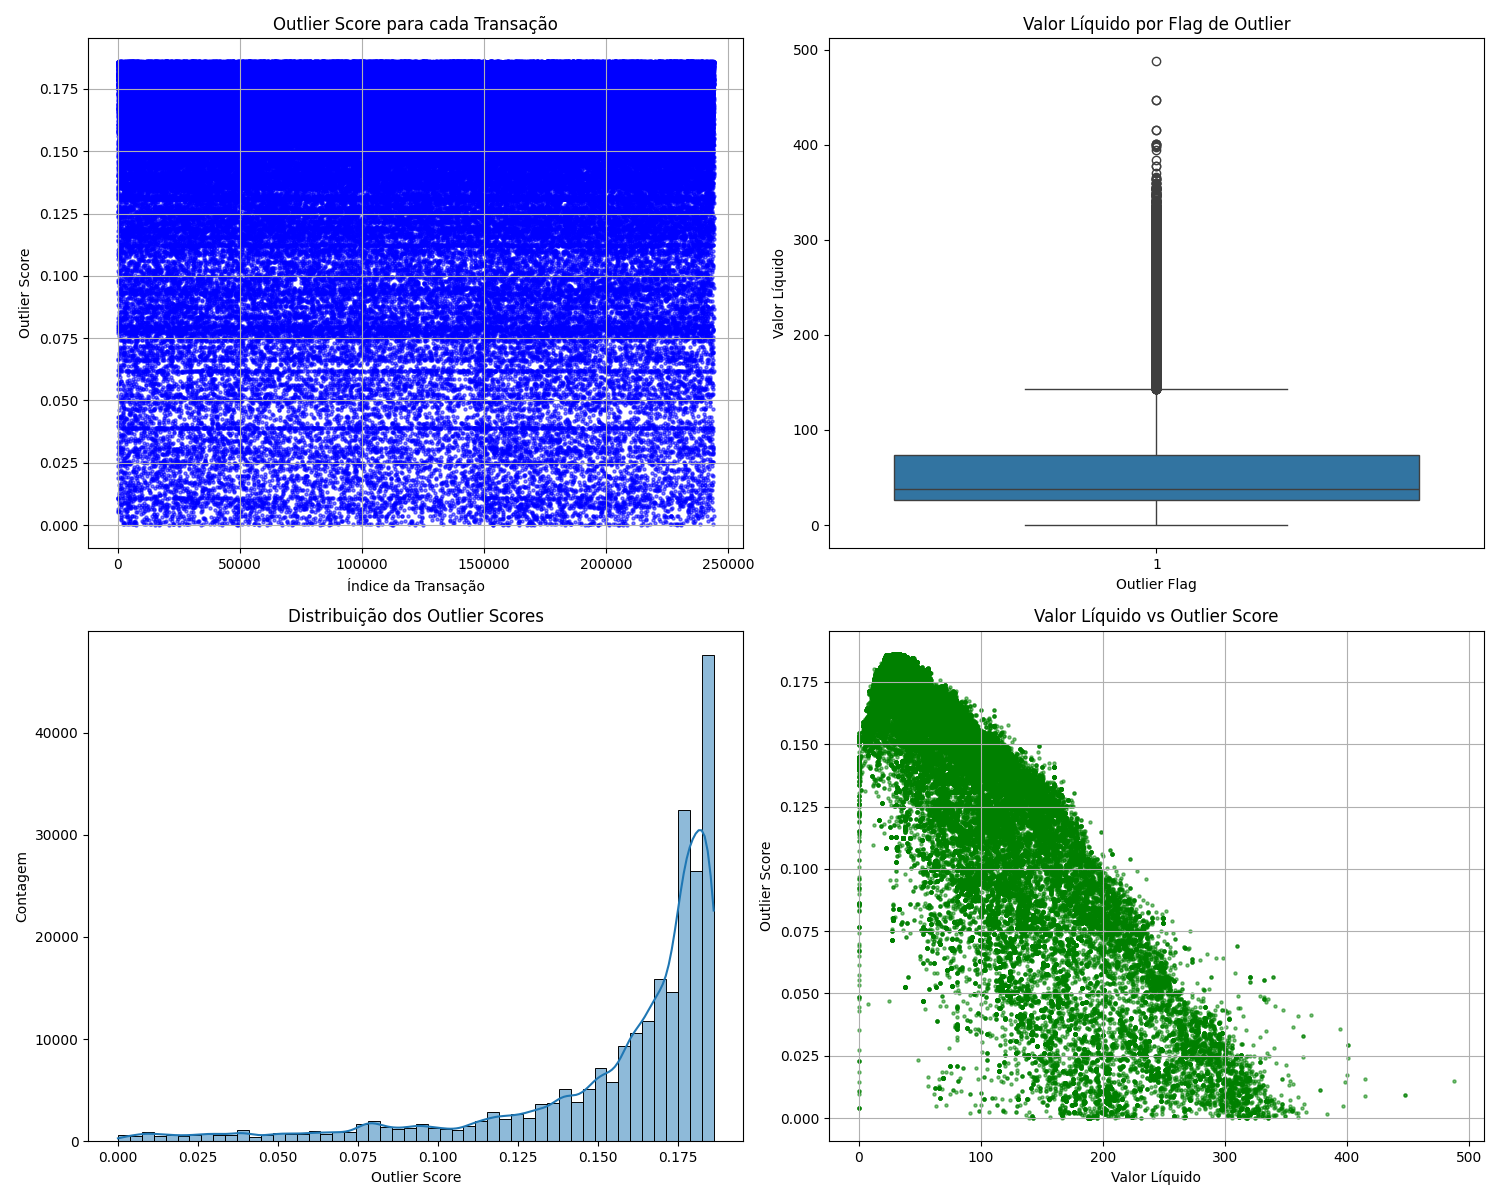 Outlier Score para cada Transação
Outlier Score
0.175
0.150
0.125
0.100
0.075
0.050
0.025
0.000
0 50000 100000 150000 200000 250000
Índice da Transação
Valor Líquido por Flag de Outlier
Valor Líquido
500
400
300
200
100
0
1
Outlier Flag
Distribuição dos Outlier Scores
Contagem
40000
30000
20000
10000
0
0.000 0.025 0.050 0.075 0.100 0.125 0.150 0.175
Outlier Score
Valor Líquido vs Outlier Score
Outlier Score
0.175
0.150
0.125
0.100
0.075
0.050
0.025
0.000
0 100 200 300 400 500
Valor Líquido